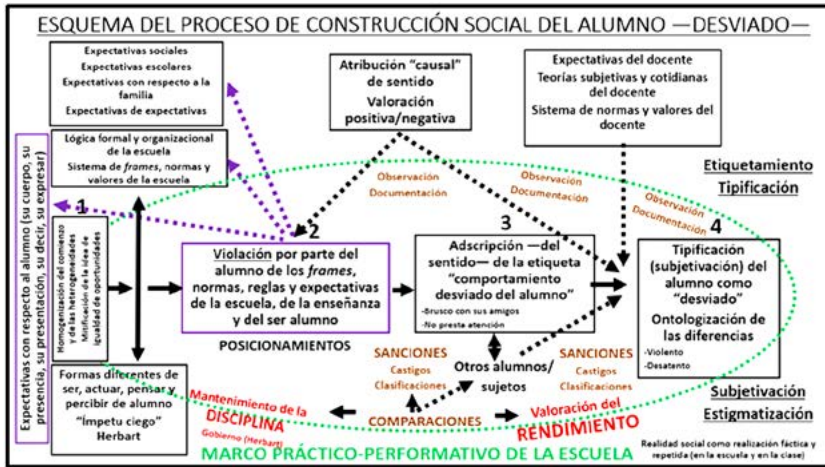 ESQUEMA DEL PROCESO DE CONSTRUCCIÓN SOCIAL DEL ALUMNO —DESVIADO—
Expectativas sociales
Expectativas escolares
Expectativas con respecto a la
familia
Expectativas de expectativas
Atribución "causal" de
sentido
Valoración
positiva/negativa
Expectativas del docente
Teorías subjetivas y cotidianas
del docente
Sistema de normas y valores del
docente
Lógica formal y organizacional
de la escuela
Sistema de frames, normas y
valores de la escuela
Observación
Documentación
Observación
Documentación
Observación
Documentación
Etiquetamiento
Tipificación
Expectativas con respecto al alumno (su cuerpo, su
presencia, su presentación, su decir, su expresar)
1
Homogenización del comienzo
y de las heterogeneidades
Mitificación de la idea de
igualdad de oportunidades
2
Violación por parte del
alumno de los frames,
normas, reglas y expectativas
de la escuela, de la enseñanza
y del ser alumno
POSICIONAMIENTOS
3
Adscripción —del
sentido— de la etiqueta
"comportamiento
desviado del alumno"
-Brusco con sus amigos
-No presta atención
4
Tipificación
(subjetivación) del
alumno como
"desviado"
Ontologización de
las diferencias
-Violento
-Desatento
Formas diferentes de
ser, actuar, pensar y
percibir de alumno
"Ímpetu ciego"
Herbart
SANCIONES
Castigos
Clasificaciones
Otros alumnos/
sujetos
SANCIONES
Castigos
Clasificaciones
Subjetivación
Estigmatización
Mantenimiento de la
DISCIPLINA
Gobierno (Herbart)
COMPARACIONES
Valoración del
RENDIMIENTO
MARCO PRÁCTICO-PERFORMATIVO DE LA ESCUELA
Realidad social como realización fáctica y
repetida (en la escuela y en la clase)